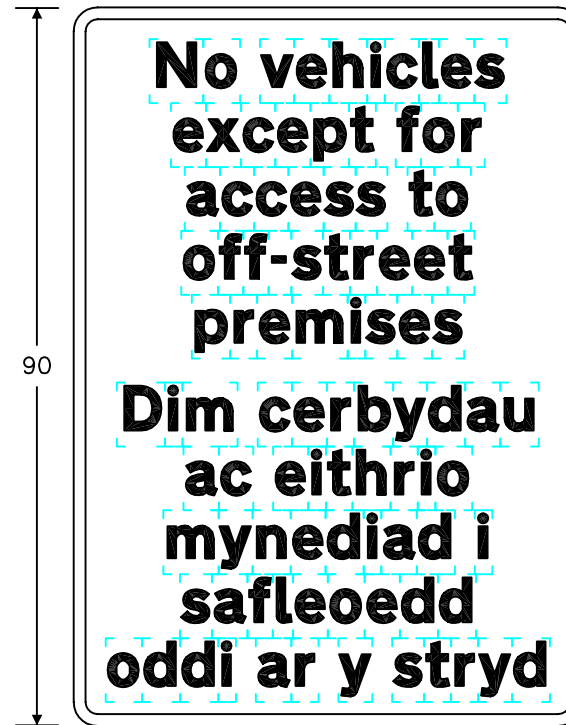 No vehicles
except for
access to
off-street
premises
90
Dim cerbydau
ac eithrio
mynediad i
safleoedd
oddi ar y stryd